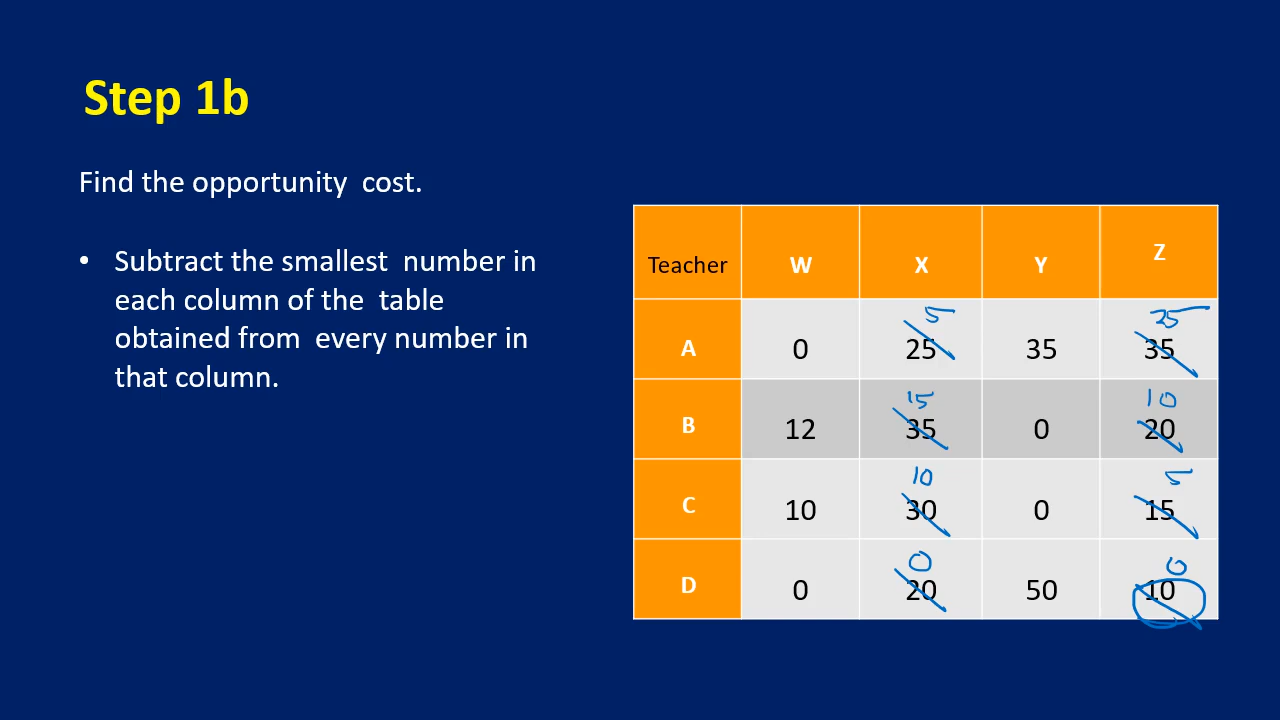 Step 1b
Find the opportunity cost.
• Subtract the smallest number in
each column of the table
obtained from every number in
that column.
Teacher W X Y Z
5 25
A 0 25 35 35
15 10
B 12 35 0 20
10 5
C 10 30 0 15
0 0
D 0 20 50 10